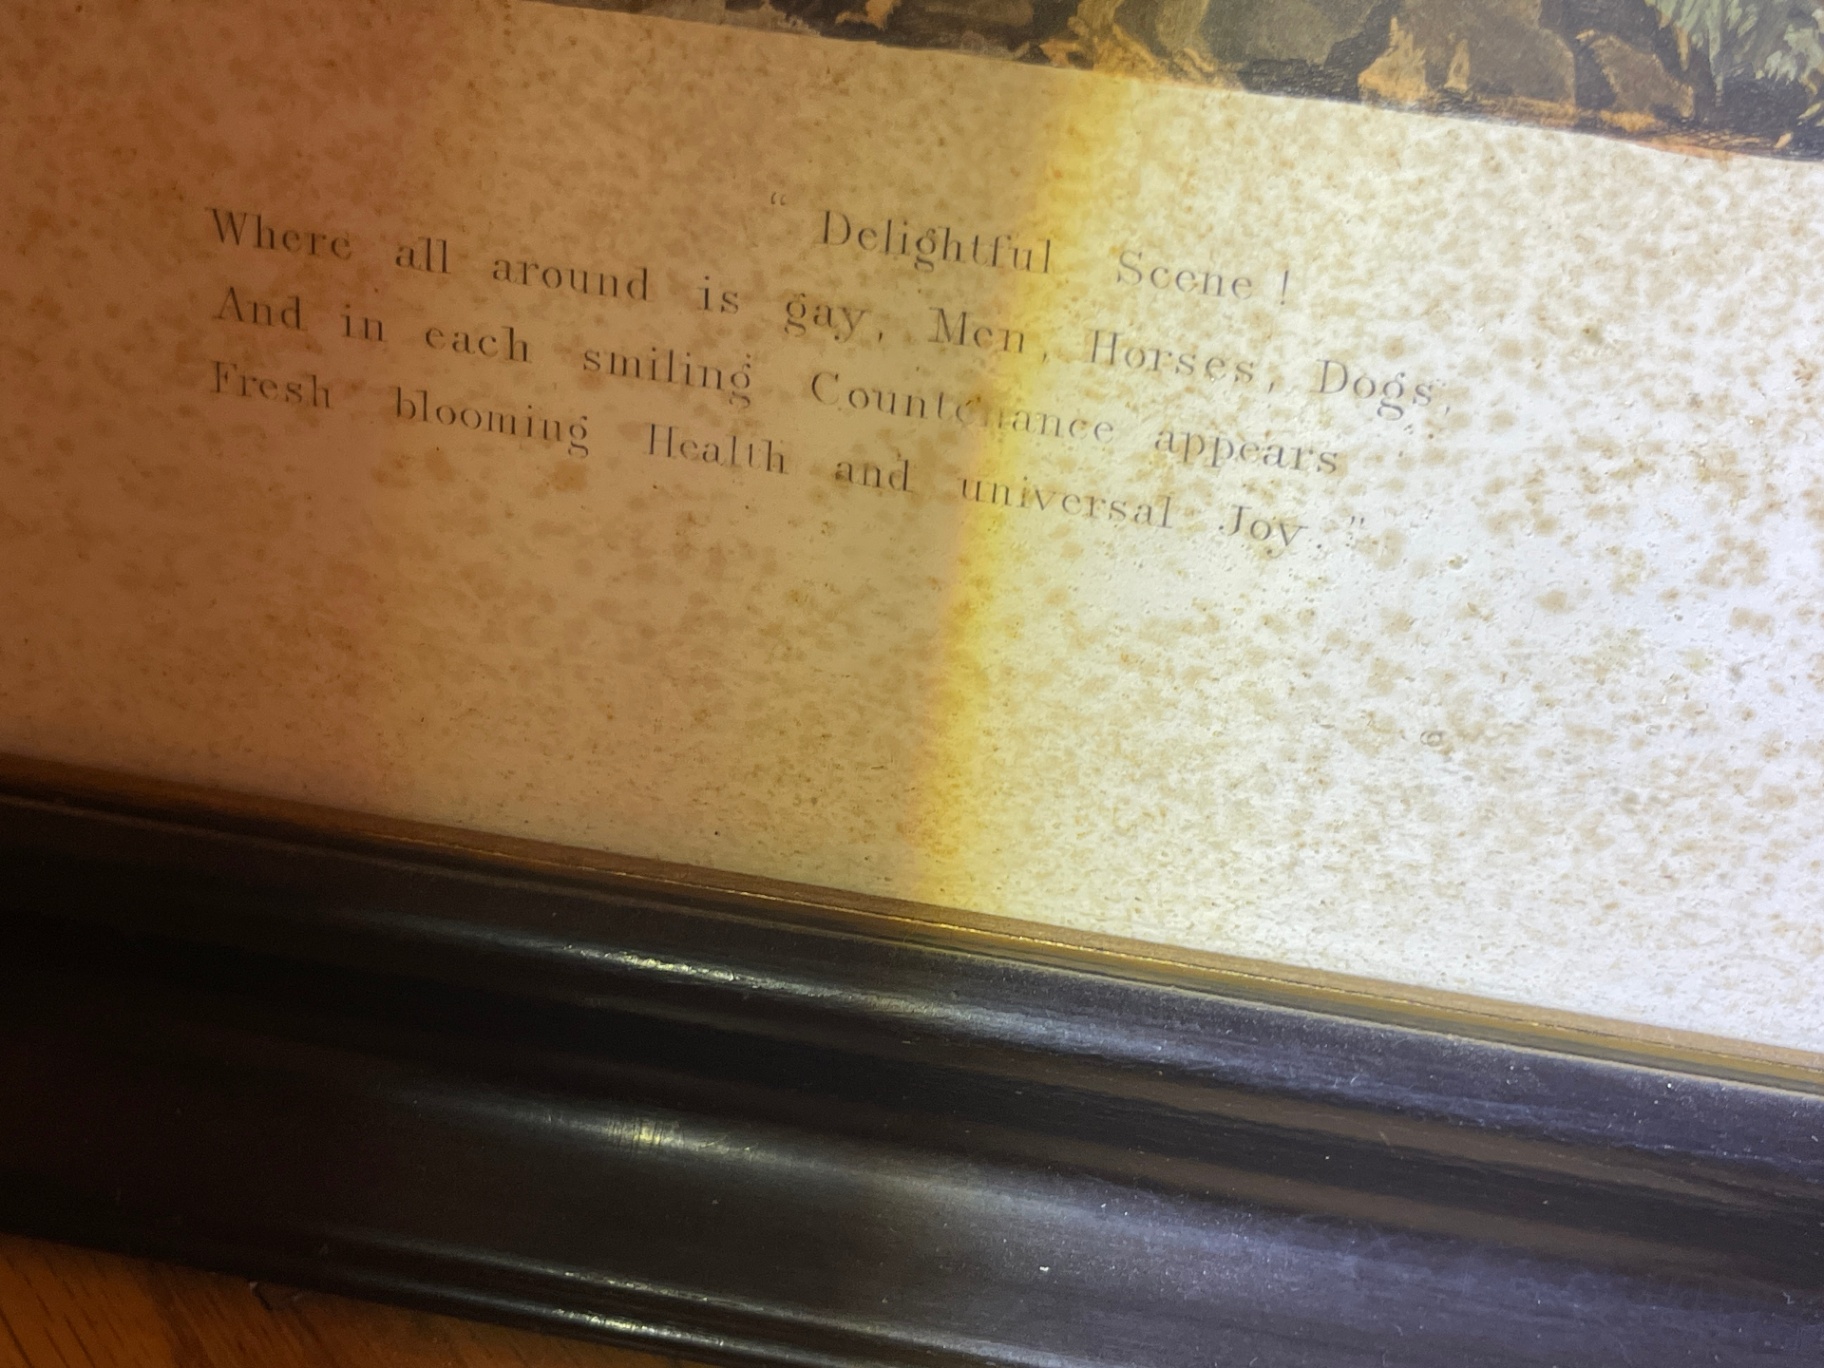 “ Delightful Scene !
Where all around is gay, Men, Horses, Dogs,
And in each smiling Countenance appears
Fresh blooming Health and universal Joy.”
©